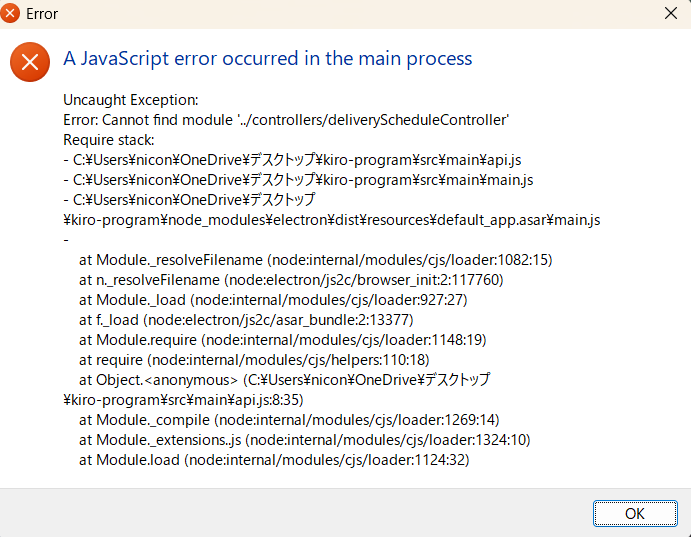 Error
A JavaScript error occurred in the main process
Uncaught Exception:
Error: Cannot find module '../controllers/deliveryScheduleController'
Require stack:
- C:¥Users¥nicon¥OneDrive¥デスクトップ¥kiro-program¥src¥main¥api.js
- C:¥Users¥nicon¥OneDrive¥デスクトップ¥kiro-program¥src¥main¥main.js
- C:¥Users¥nicon¥OneDrive¥デスクトップ
¥kiro-program¥node_modules¥electron¥dist¥resources¥default_app.asar¥main.js
-
at Module._resolveFilename (node:internal/modules/cjs/loader:1082:15)
at n._resolveFilename (node:electron/js2c/browser_init:2:117760)
at Module._load (node:internal/modules/cjs/loader:927:27)
at f._load (node:electron/js2c/asar_bundle:2:13377)
at Module.require (node:internal/modules/cjs/loader:1148:19)
at require (node:internal/modules/cjs/helpers:110:18)
at Object.<anonymous> (C:¥Users¥nicon¥OneDrive¥デスクトップ
¥kiro-program¥src¥main¥api.js:8:35)
at Module._compile (node:internal/modules/cjs/loader:1269:14)
at Module._extensions..js (node:internal/modules/cjs/loader:1324:10)
at Module.load (node:internal/modules/cjs/loader:1124:32)
OK